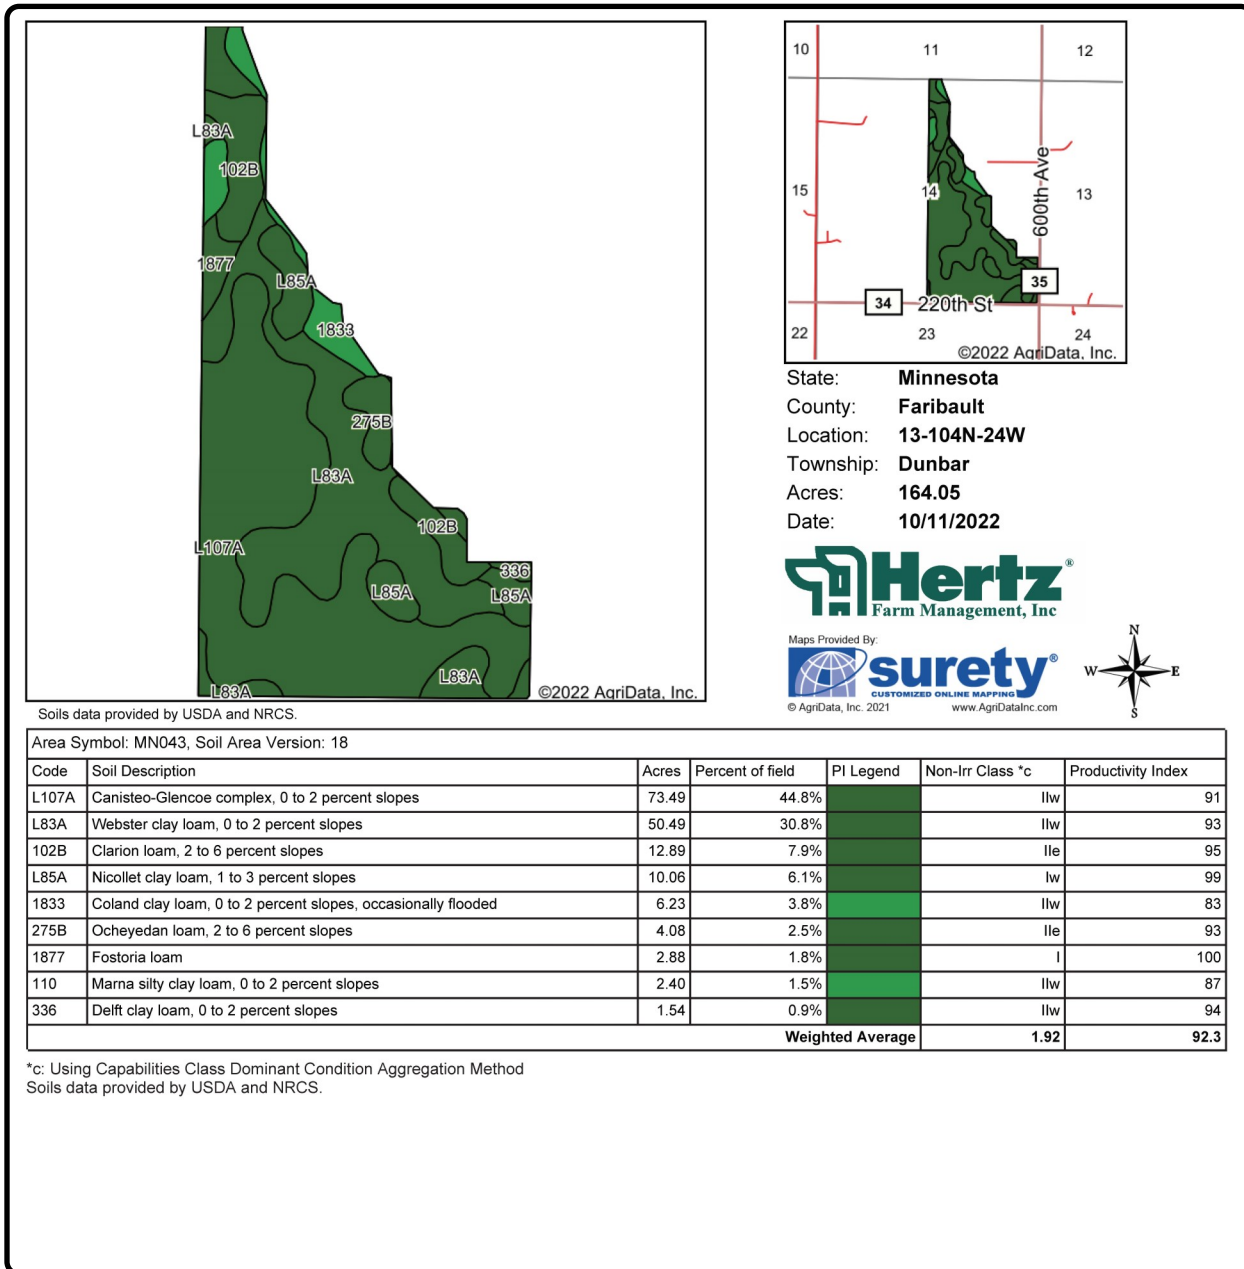 L83A
102B
1877
L85A
1833
275B
L83A
102B
L107A
336
L85A
L85A
L83A
L83A
©2022 AgriData, Inc.
Soils data provided by USDA and NRCS.
10 11 12
15 14 13
600th Ave
35
34 220th St
22 23 24
©2022 AgriData, Inc.
State: Minnesota
County: Faribault
Location: 13-104N-24W
Township: Dunbar
Acres: 164.05
Date: 10/11/2022
Hertz®
Farm Management, Inc
Maps Provided By:
surety®
CUSTOMIZED ONLINE MAPPING
© AgriData, Inc. 2021 www.AgriDataInc.com
N
W E
S
Area Symbol: MN043, Soil Area Version: 18
Code Soil Description Acres Percent of field PI Legend Non-Irr Class *c Productivity Index
L107A Canisteo-Glencoe complex, 0 to 2 percent slopes 73.49 44.8% IIw 91
L83A Webster clay loam, 0 to 2 percent slopes 50.49 30.8% IIw 93
102B Clarion loam, 2 to 6 percent slopes 12.89 7.9% IIe 95
L85A Nicollet clay loam, 1 to 3 percent slopes 10.06 6.1% Iw 99
1833 Coland clay loam, 0 to 2 percent slopes, occasionally flooded 6.23 3.8% IIw 83
275B Ocheyedan loam, 2 to 6 percent slopes 4.08 2.5% IIe 93
1877 Fostoria loam 2.88 1.8% I 100
110 Marna silty clay loam, 0 to 2 percent slopes 2.40 1.5% IIw 87
336 Delft clay loam, 0 to 2 percent slopes 1.54 0.9% IIw 94
Weighted Average 1.92 92.3
*c: Using Capabilities Class Dominant Condition Aggregation Method
Soils data provided by USDA and NRCS.